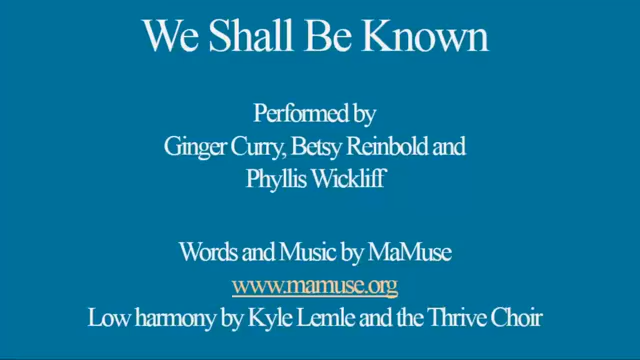 We Shall Be Known
Performed by
Ginger Curry, Betsy Reinbold and
Phyllis Wickliff
Words and Music by MaMuse
www.mamuse.org
Low harmony by Kyle Lemle and the Thrive Choir